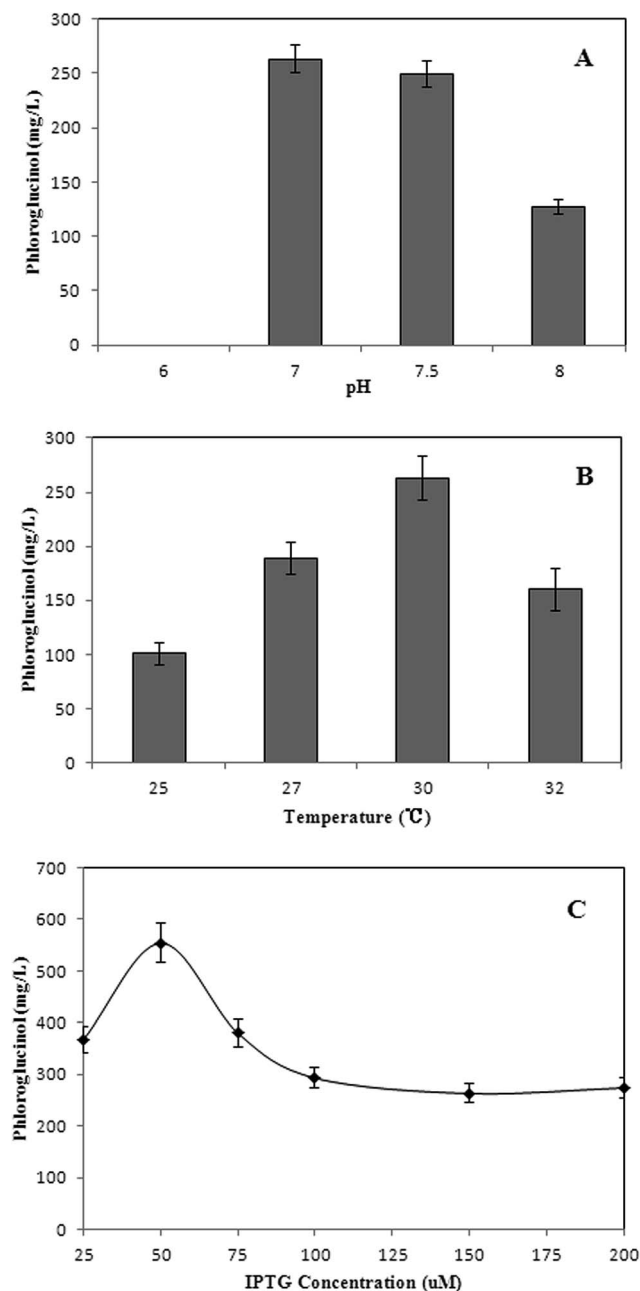 A
Phloroglucinol (mg/L)
300
250
200
150
100
50
0
6 7 7.5 8
pH
B
Phloroglucinol (mg/L)
300
250
200
150
100
50
0
25 27 30 32
Temperature (℃)
C
Phloroglucinol (mg/L)
700
600
500
400
300
200
100
0
25 50 75 100 125 150 175 200
IPTG Concentration (uM)